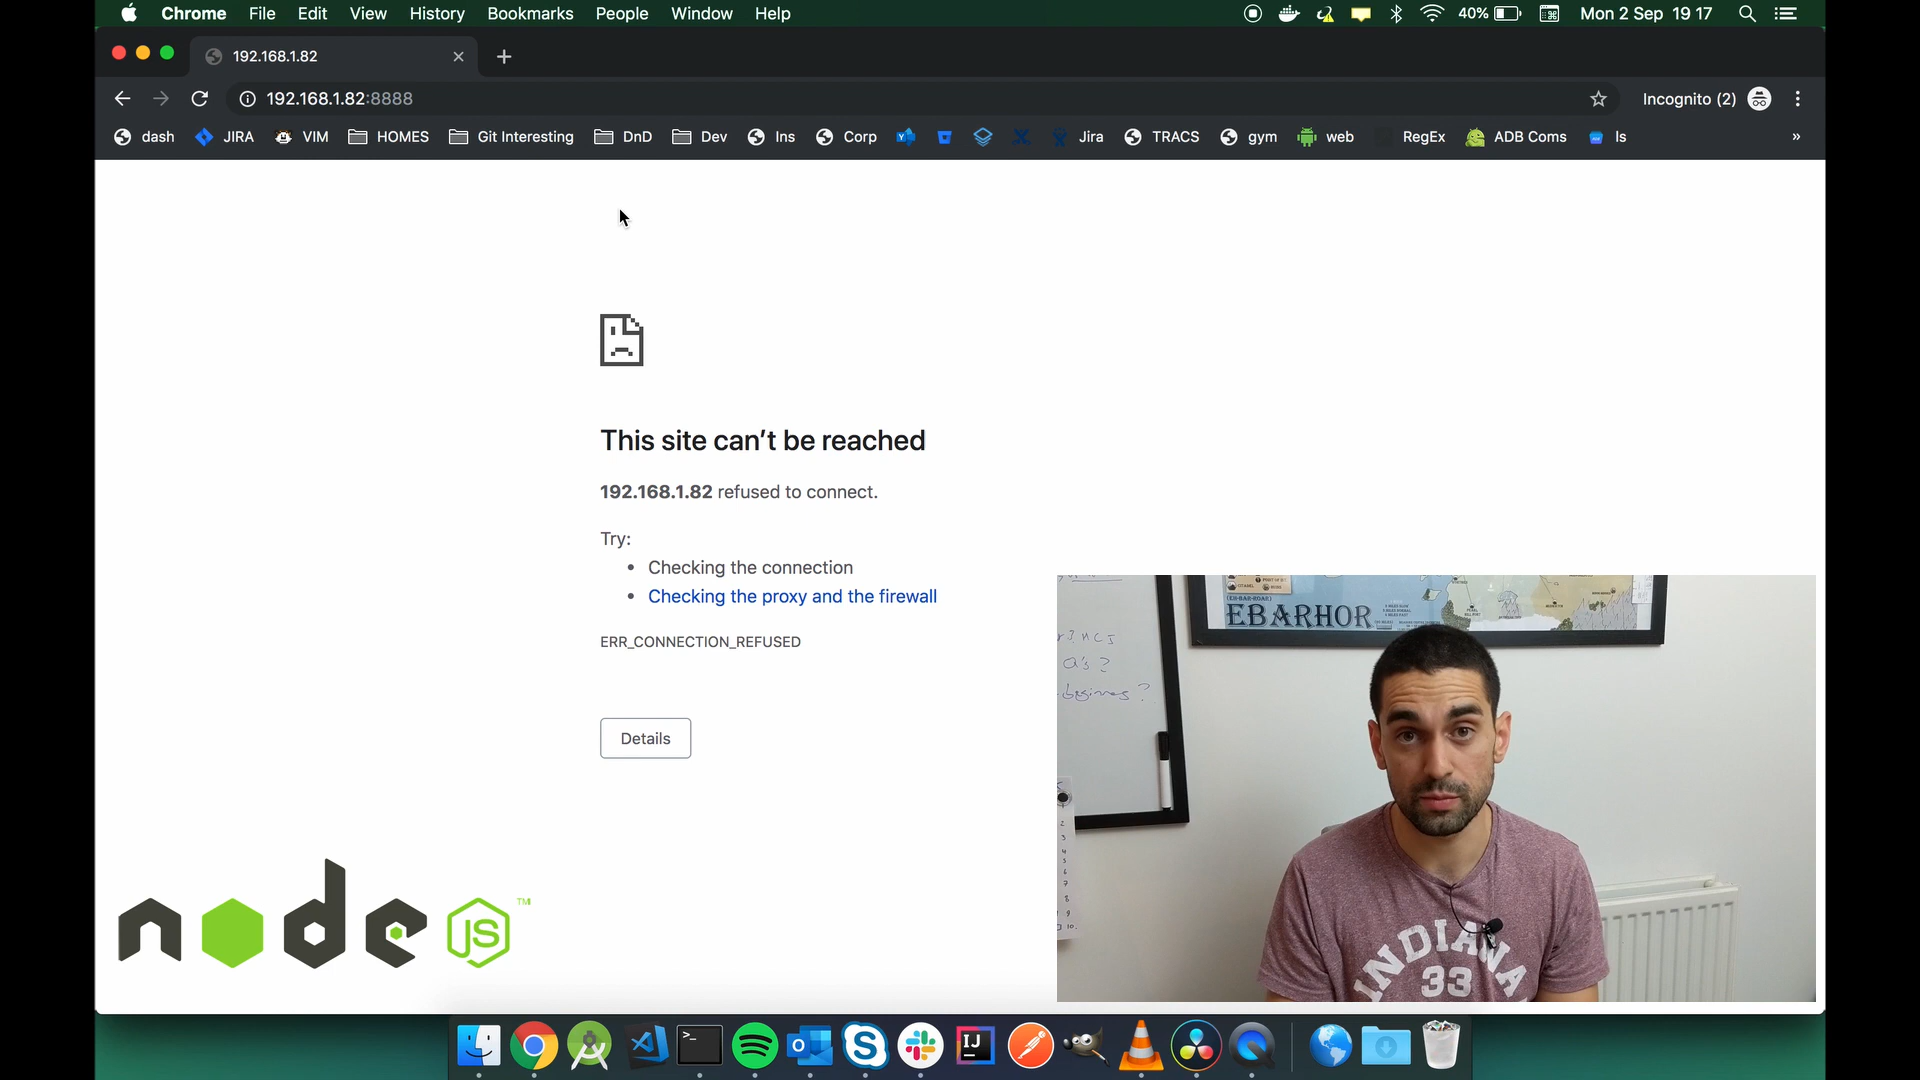 Chrome File Edit View History Bookmarks People Window Help
40% Mon 2 Sep 19 17
192.168.1.82
192.168.1.82:8888
Incognito (2)
dash JIRA VIM HOMES Git Interesting DnD Dev Ins Corp Jira TRACS gym web RegEx ADB Coms ls »
This site can’t be reached
192.168.1.82 refused to connect.
Try:
• Checking the connection
• Checking the proxy and the firewall
ERR_CONNECTION_REFUSED
Details
EBARHOR
a's ?
beginners ?
INDIANA
33
node JS ™
IJ